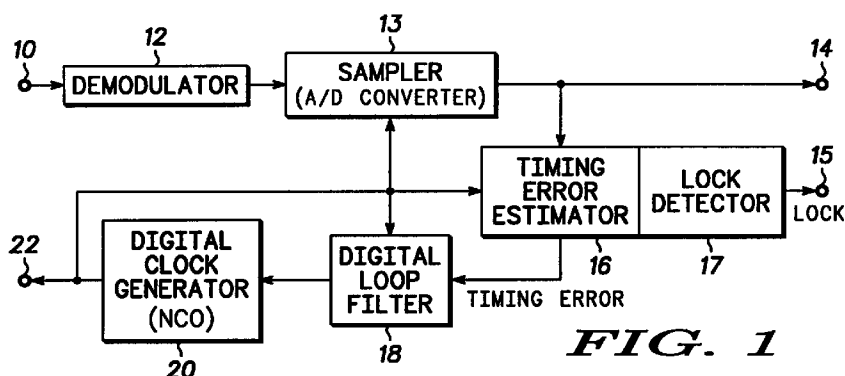 10
12
DEMODULATOR
13
SAMPLER
(A/D CONVERTER)
14
TIMING
ERROR
ESTIMATOR
16
LOCK
DETECTOR
17
15
LOCK
22
DIGITAL
CLOCK
GENERATOR
(NCO)
20
DIGITAL
LOOP
FILTER
18
TIMING ERROR
FIG. 1